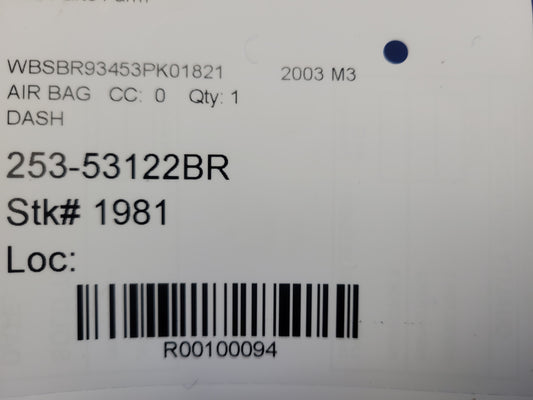 WBSBR93453PK01821 2003 M3
AIR BAG CC: 0 Qty: 1
DASH
253-53122BR
Stk# 1981
Loc:
R00100094